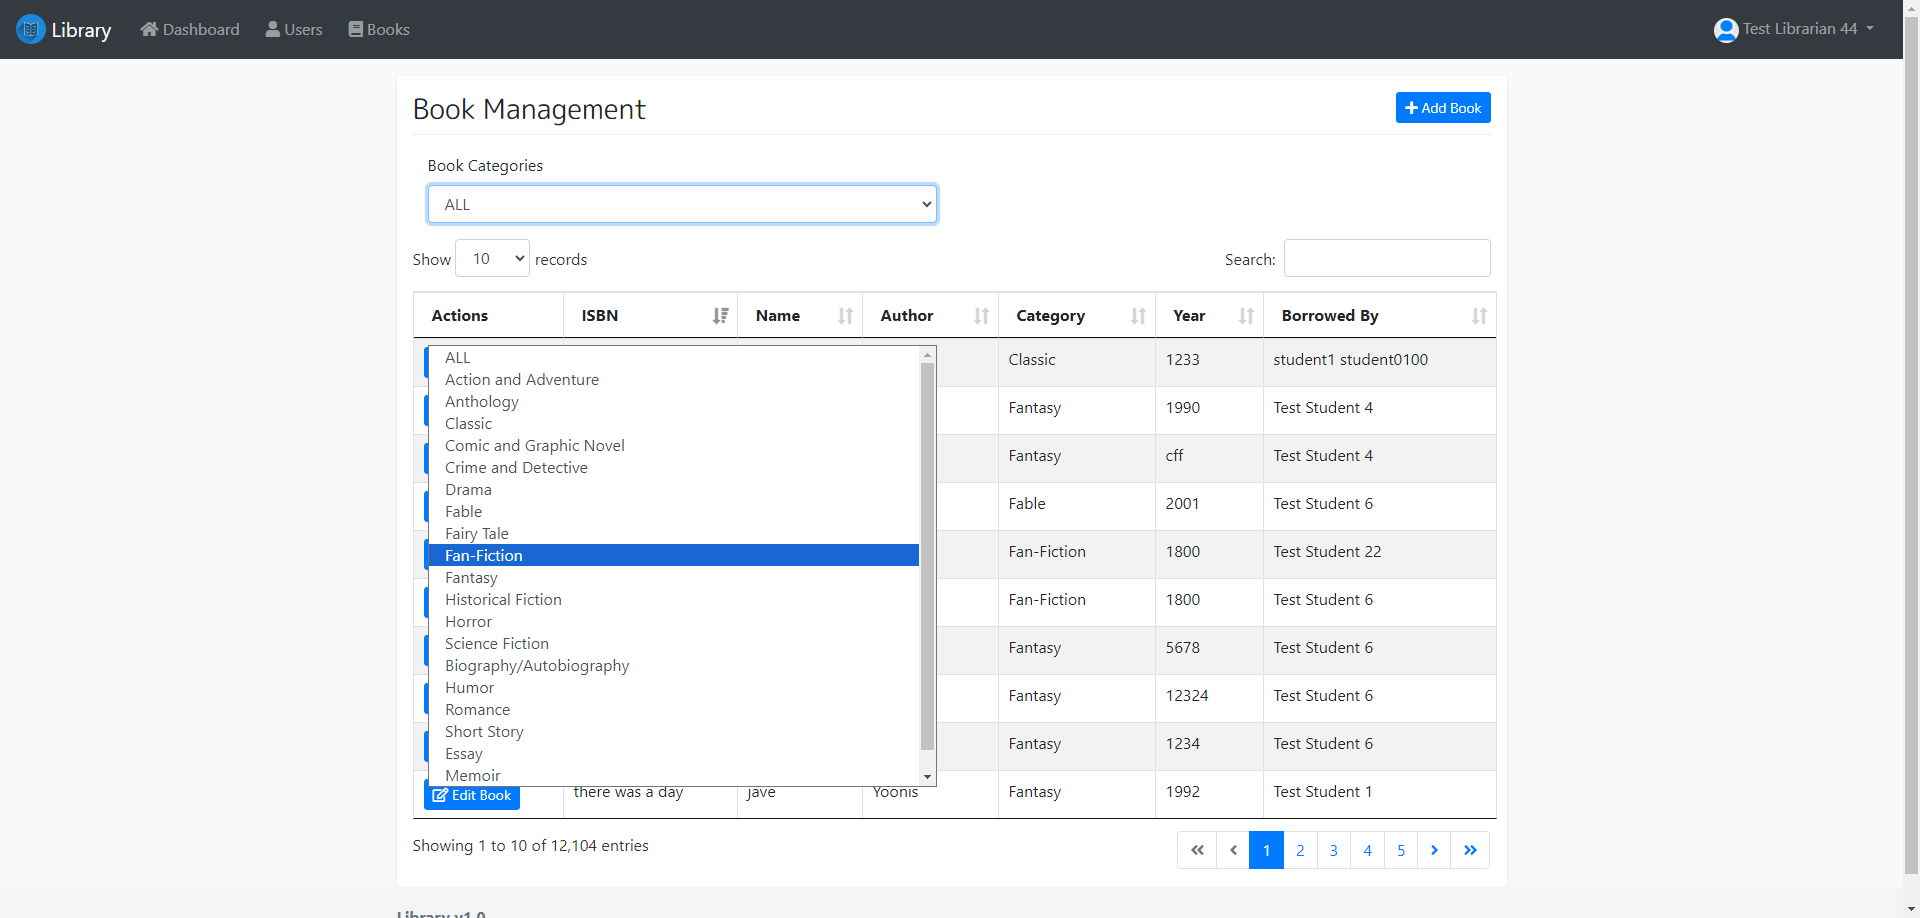 Library Dashboard Users Books Test Librarian 44
Book Management Add Book
Book Categories
ALL
Show 10 records Search:
Actions ISBN Name Author Category Year Borrowed By
ALL
Action and Adventure
Anthology
Classic
Comic and Graphic Novel
Crime and Detective
Drama
Fable
Fairy Tale
Fan-Fiction
Fantasy
Historical Fiction
Horror
Science Fiction
Biography/Autobiography
Humor
Romance
Short Story
Essay
Memoir
Classic 1233 student1 student0100
Fantasy 1990 Test Student 4
Fantasy cff Test Student 4
Fable 2001 Test Student 6
Fan-Fiction 1800 Test Student 22
Fan-Fiction 1800 Test Student 6
Fantasy 5678 Test Student 6
Fantasy 12324 Test Student 6
Fantasy 1234 Test Student 6
Edit Book there was a day jave Yoonis Fantasy 1992 Test Student 1
Showing 1 to 10 of 12,104 entries « ‹ 1 2 3 4 5 › »
Library v1.0